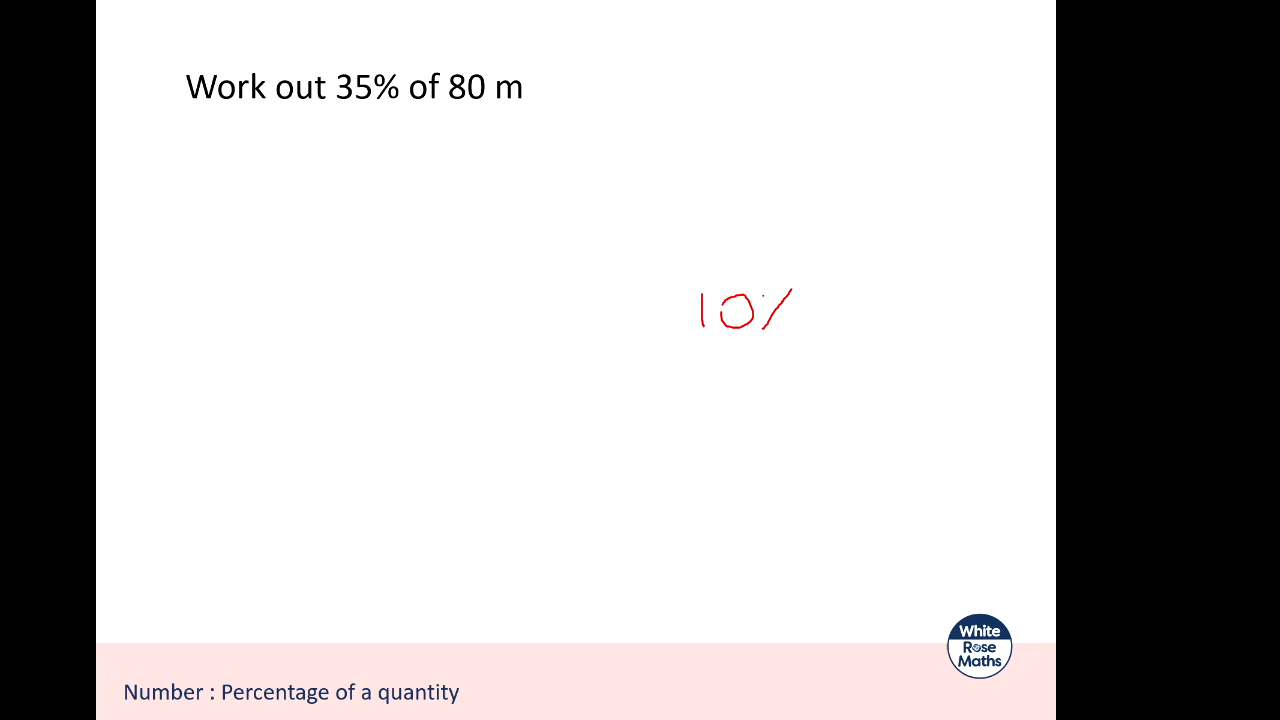 Work out 35% of 80 m
10%
White
Rose
Maths
Number : Percentage of a quantity